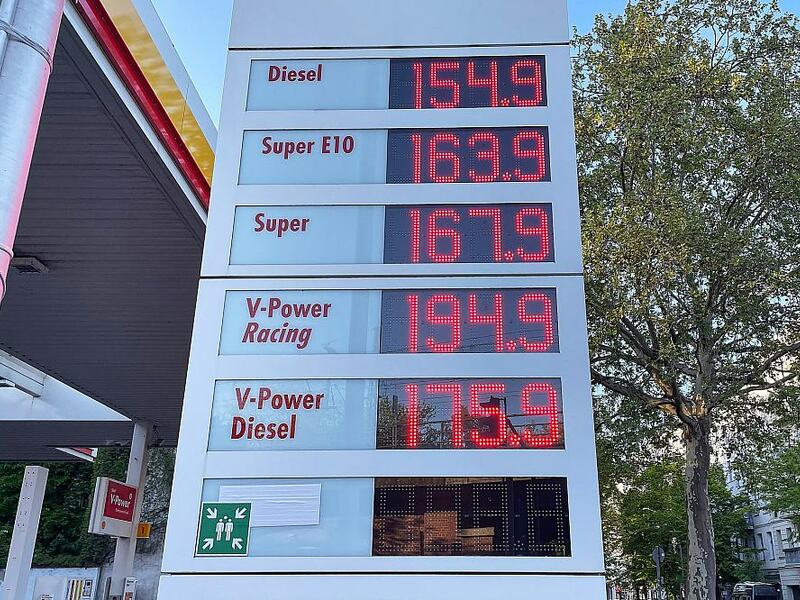 Diesel 154.9
Super E10 163.9
Super 167.9
V-Power
Racing 194.9
V-Power
Diesel 175.9
V-Power